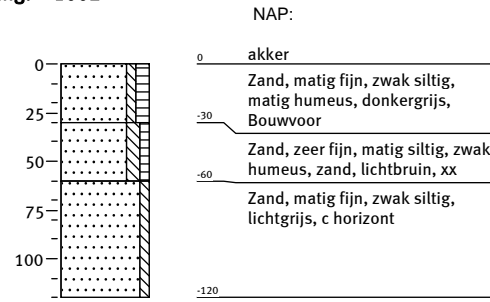 NAP:
0 akker
0
Zand, matig fijn, zwak siltig,
matig humeus, donkergrijs,
Bouwvoor
25
-30
Zand, zeer fijn, matig siltig, zwak
humeus, zand, lichtbruin, xx
50
-60
Zand, matig fijn, zwak siltig,
lichtgrijs, c horizont
75
100
-120